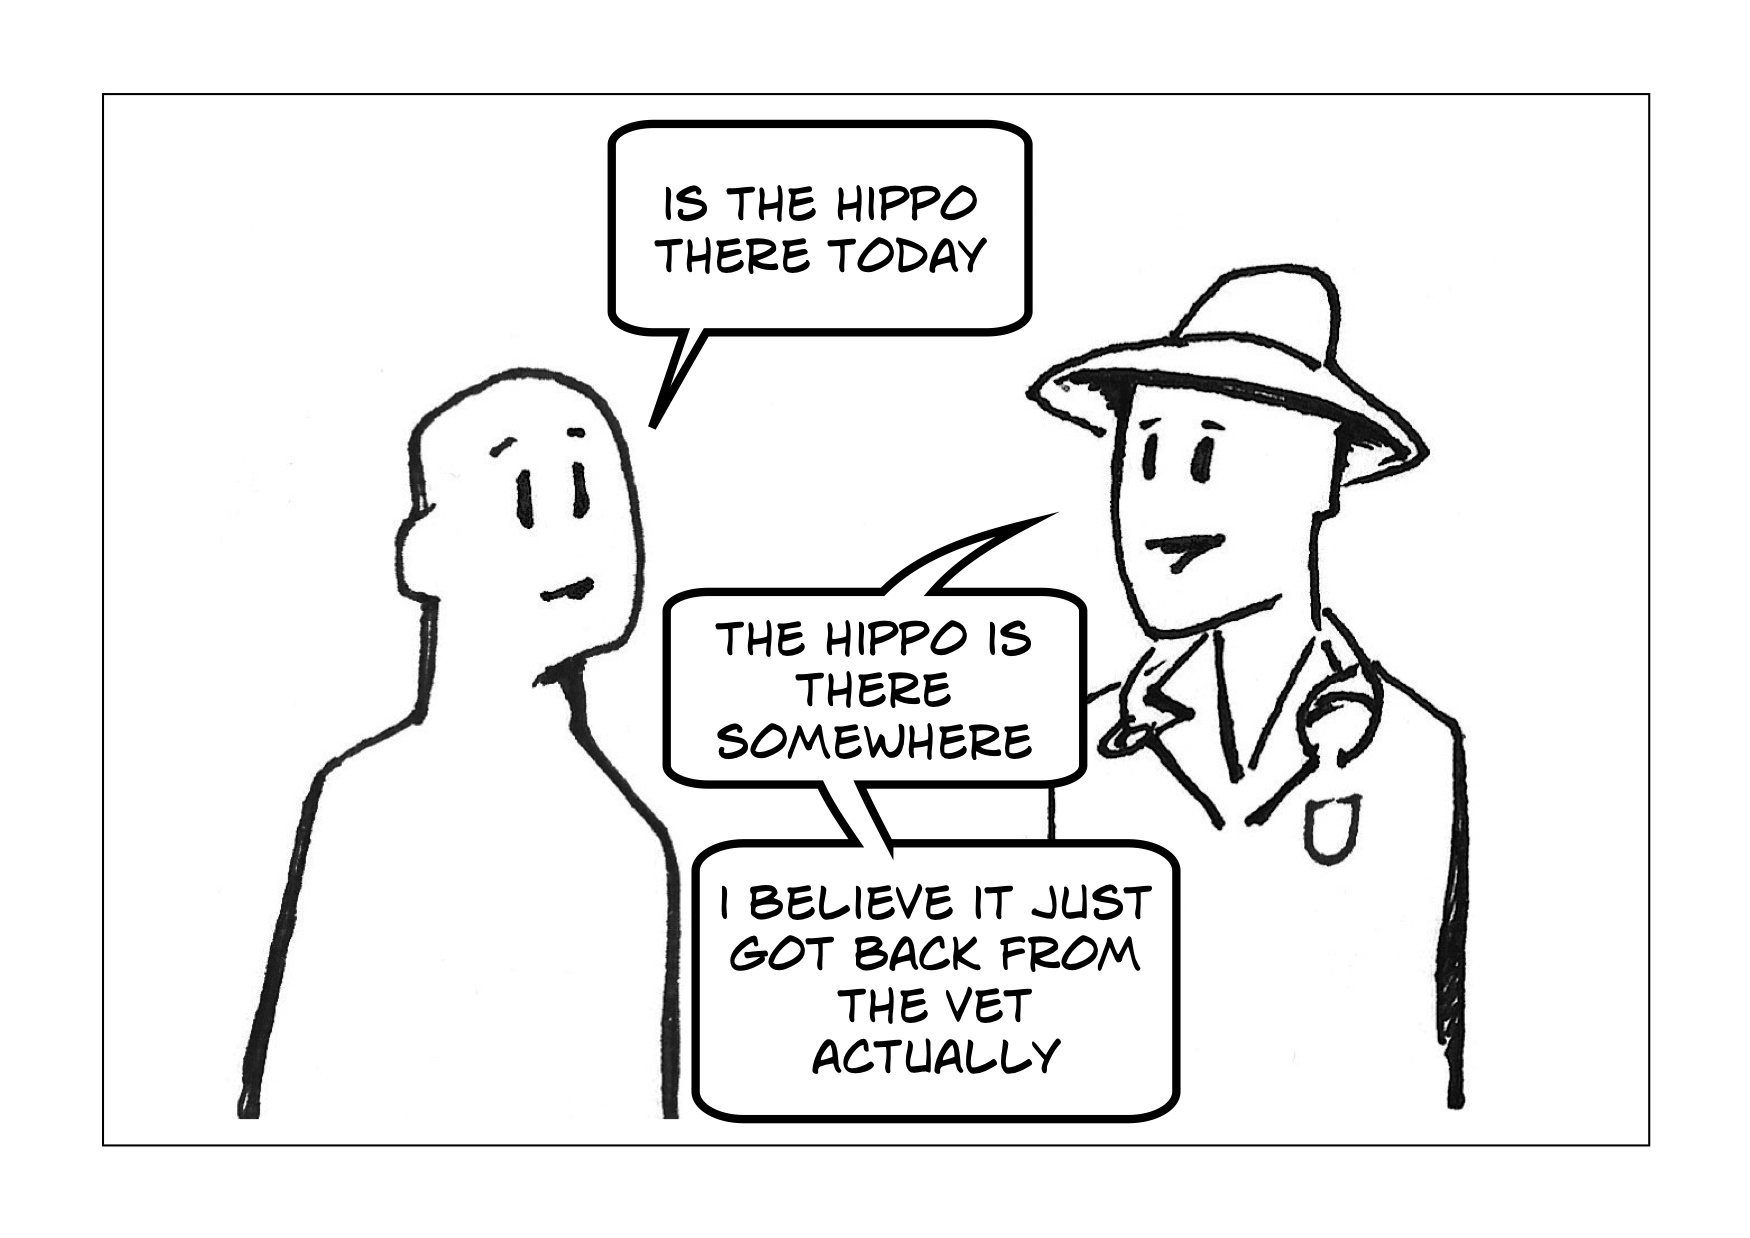 IS THE HIPPO
THERE TODAY
THE HIPPO IS
THERE
SOMEWHERE
I BELIEVE IT JUST
GOT BACK FROM
THE VET
ACTUALLY